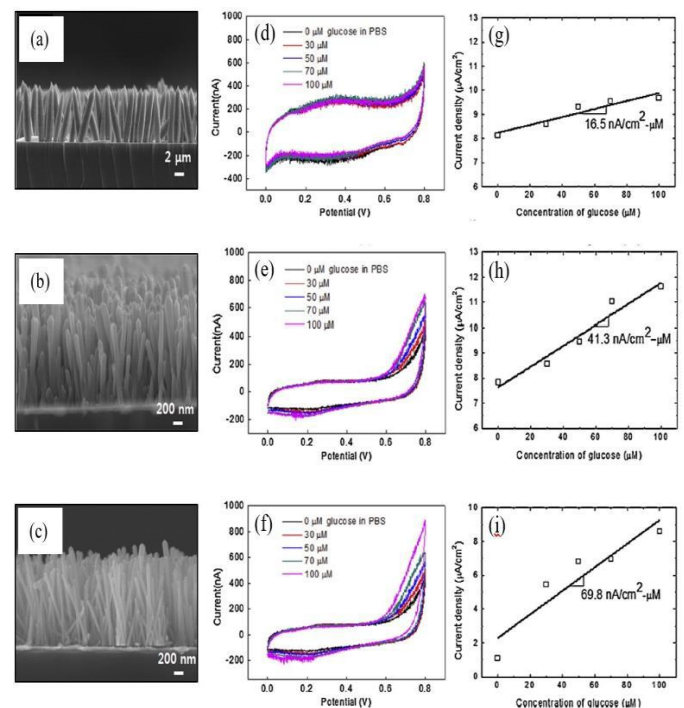 (a)
2 μm
(d)
0 μM glucose in PBS
30 μM
50 μM
70 μM
100 μM
1000
800
600
400
200
0
-200
-400
Current(nA)
0.0 0.2 0.4 0.6 0.8
Potential (V)
(g)
13
12
11
10
9
8
7
6
Current density (μA/cm²)
16.5 nA/cm²-μM
0 20 40 60 80 100
Concentration of glucose (μM)
(b)
200 nm
(e)
0 μM glucose in PBS
30 μM
50 μM
70 μM
100 μM
1000
800
600
400
200
0
-200
Current(nA)
0.0 0.2 0.4 0.6 0.8
Potential (V)
(h)
13
12
11
10
9
8
7
6
Current density (μA/cm²)
41.3 nA/cm²-μM
0 20 40 60 80 100
Concentration of glucose (μM)
(c)
200 nm
(f)
0 μM glucose in PBS
30 μM
50 μM
70 μM
100 μM
1000
800
600
400
200
0
-200
Current(nA)
0.0 0.2 0.4 0.6 0.8
Potential (V)
(i)
10
8
6
4
2
0
Current density (μA/cm²)
69.8 nA/cm²-μM
0 20 40 60 80 100
Concentration of glucose (μM)